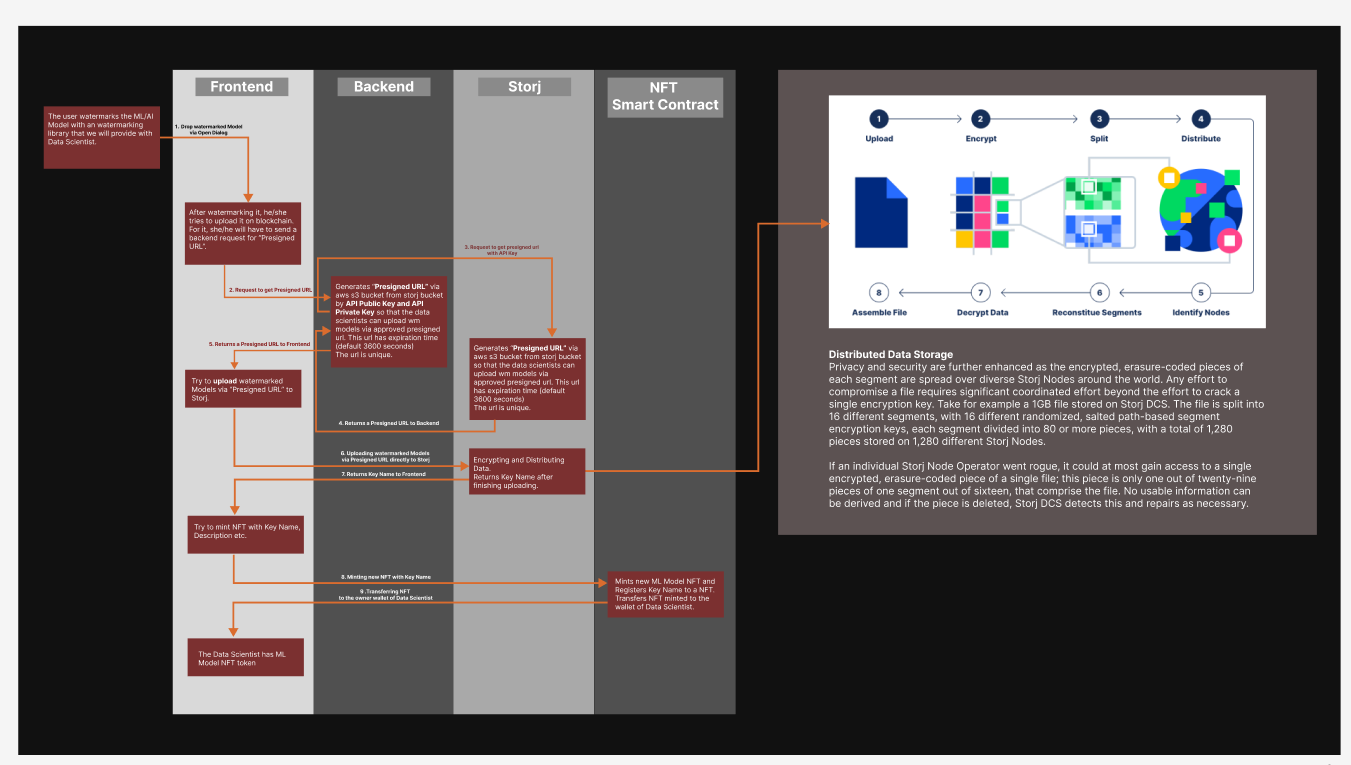 Frontend
Backend
Storj
NFT
Smart Contract
The user watermarks the ML/AI
Model with an watermarking
library that we will provide with
Data Scientist.
1. Drop watermarked Model
via Open Dialog
After watermarking it, he/she
tries to upload it on blockchain.
For it, she/he will have to send a
backend request for "Presigned
URL".
2. Request to get Presigned URL
Generates "Presigned URL" via
aws s3 bucket from storj bucket
by API Public Key and API
Private Key so that the data
scientists can upload wm
models via approved presigned
url. This url has expiration time
(default 3600 seconds)
The url is unique.
3. Request to get presigned url
with API Key
Generates "Presigned URL" via
aws s3 bucket from storj bucket
so that the data scientists can
upload wm models via
approved presigned url. This url
has expiration time (default
3600 seconds)
The url is unique.
4. Returns a Presigned URL to Backend
5. Returns a Presigned URL to Frontend
Try to upload watermarked
Models via "Presigned URL" to
Storj.
6. Uploading watermarked Models
via Presigned URL directly to Storj
Encrypting and Distributing
Data.
Returns Key Name after
finishing uploading.
7. Returns Key Name to Frontend
Try to mint NFT with Key Name,
Description etc.
8. Minting new NFT with Key Name
Mints new ML Model NFT and
Registers Key Name to a NFT.
Transfers NFT minted to the
wallet of Data Scientist.
9 .Transferring NFT
to the owner wallet of Data Scientist
The Data Scientist has ML
Model NFT token
1 2 3 4
Upload Encrypt Split Distribute
8 7 6 5
Assemble File Decrypt Data Reconstitue Segments Identify Nodes
Distributed Data Storage
Privacy and security are further enhanced as the encrypted, erasure-coded pieces of
each segment are spread over diverse Storj Nodes around the world. Any effort to
compromise a file requires significant coordinated effort beyond the effort to crack a
single encryption key. Take for example a 1GB file stored on Storj DCS. The file is split into
16 different segments, with 16 different randomized, salted path-based segment
encryption keys, each segment divided into 80 or more pieces, with a total of 1,280
pieces stored on 1,280 different Storj Nodes.
If an individual Storj Node Operator went rogue, it could at most gain access to a single
encrypted, erasure-coded piece of a single file; this piece is only one out of twenty-nine
pieces of one segment out of sixteen, that comprise the file. No usable information can
be derived and if the piece is deleted, Storj DCS detects this and repairs as necessary.